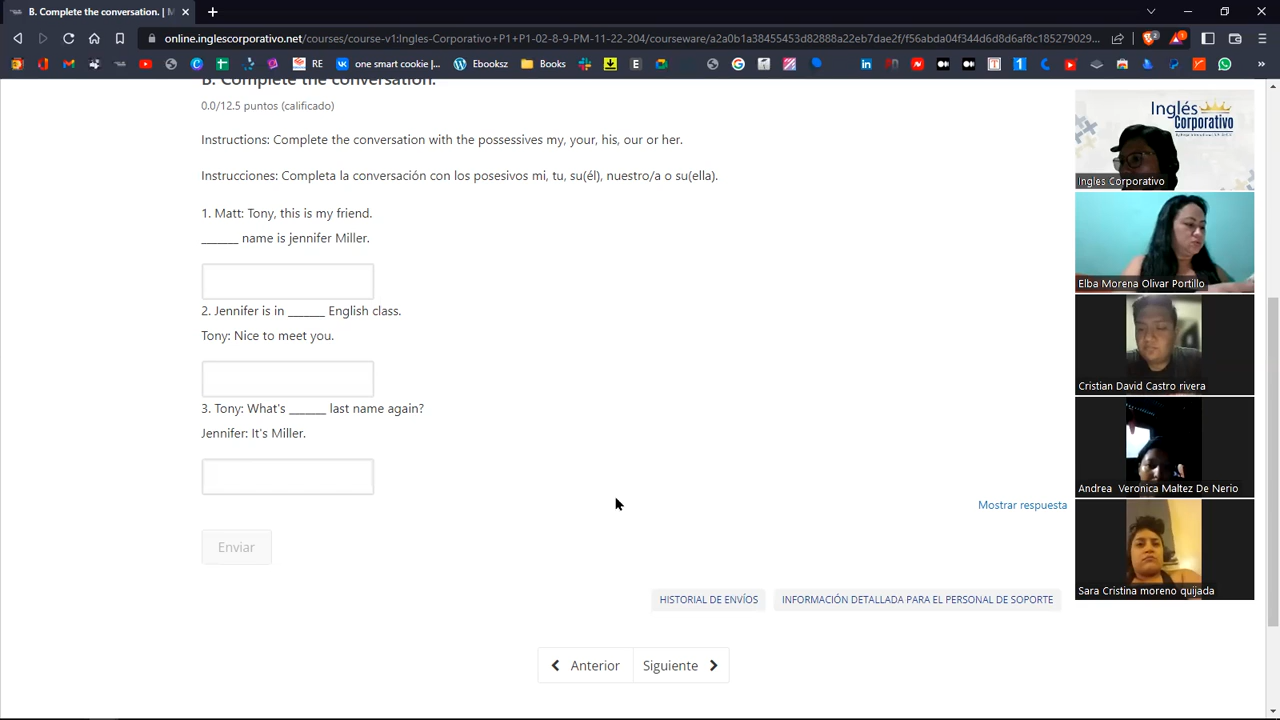 B. Complete the conversation. | M
online.inglescorporativo.net/courses/course-v1:Ingles-Corporativo+P1+P1-02-8-9-PM-11-22-204/courseware/a2a0b1a38455453d82888a22eb7dae2f/f56abda04f344d6d8d6af8c185279029...
RE
one smart cookie |...
Booksz
Books
B. Complete the conversation.
0.0/12.5 puntos (calificado)
Instructions: Complete the conversation with the possessives my, your, his, our or her.
Instrucciones: Completa la conversación con los posesivos mi, tu, su(él), nuestro/a o su(ella).
1. Matt: Tony, this is my friend.
______ name is jennifer Miller.
2. Jennifer is in ______ English class.
Tony: Nice to meet you.
3. Tony: What's ______ last name again?
Jennifer: It's Miller.
Mostrar respuesta
Enviar
HISTORIAL DE ENVÍOS
INFORMACIÓN DETALLADA PARA EL PERSONAL DE SOPORTE
Anterior
Siguiente
Inglés
Corporativo
Ingles Corporativo
Elba Morena Olivar Portillo
Cristian David Castro rivera
Andrea Veronica Maltez De Nerio
Sara Cristina moreno quijada